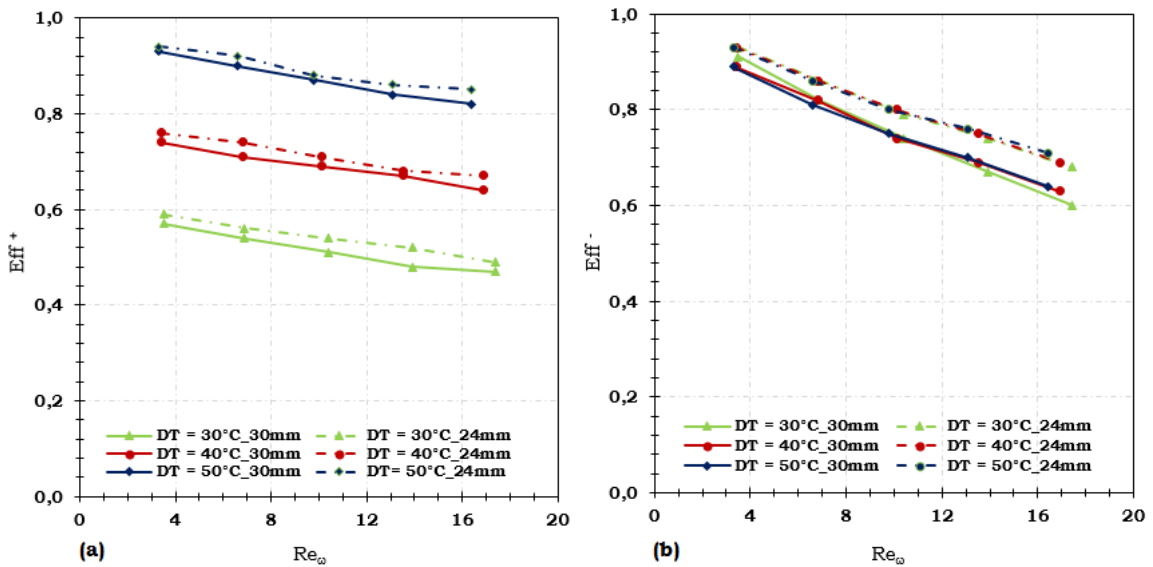 1,0
0,8
0,6
0,4
0,2
0,0
Eff +
DT = 30°C_30mm
DT = 30°C_24mm
DT = 40°C_30mm
DT = 40°C_24mm
DT = 50°C_30mm
DT= 50°C_24mm
0 4 8 12 16 20
(a) Reω
1,0
0,8
0,6
0,4
0,2
0,0
Eff -
DT = 30°C_30mm
DT = 30°C_24mm
DT = 40°C_30mm
DT = 40°C_24mm
DT = 50°C_30mm
DT = 50°C_24mm
0 4 8 12 16 20
(b) Reω